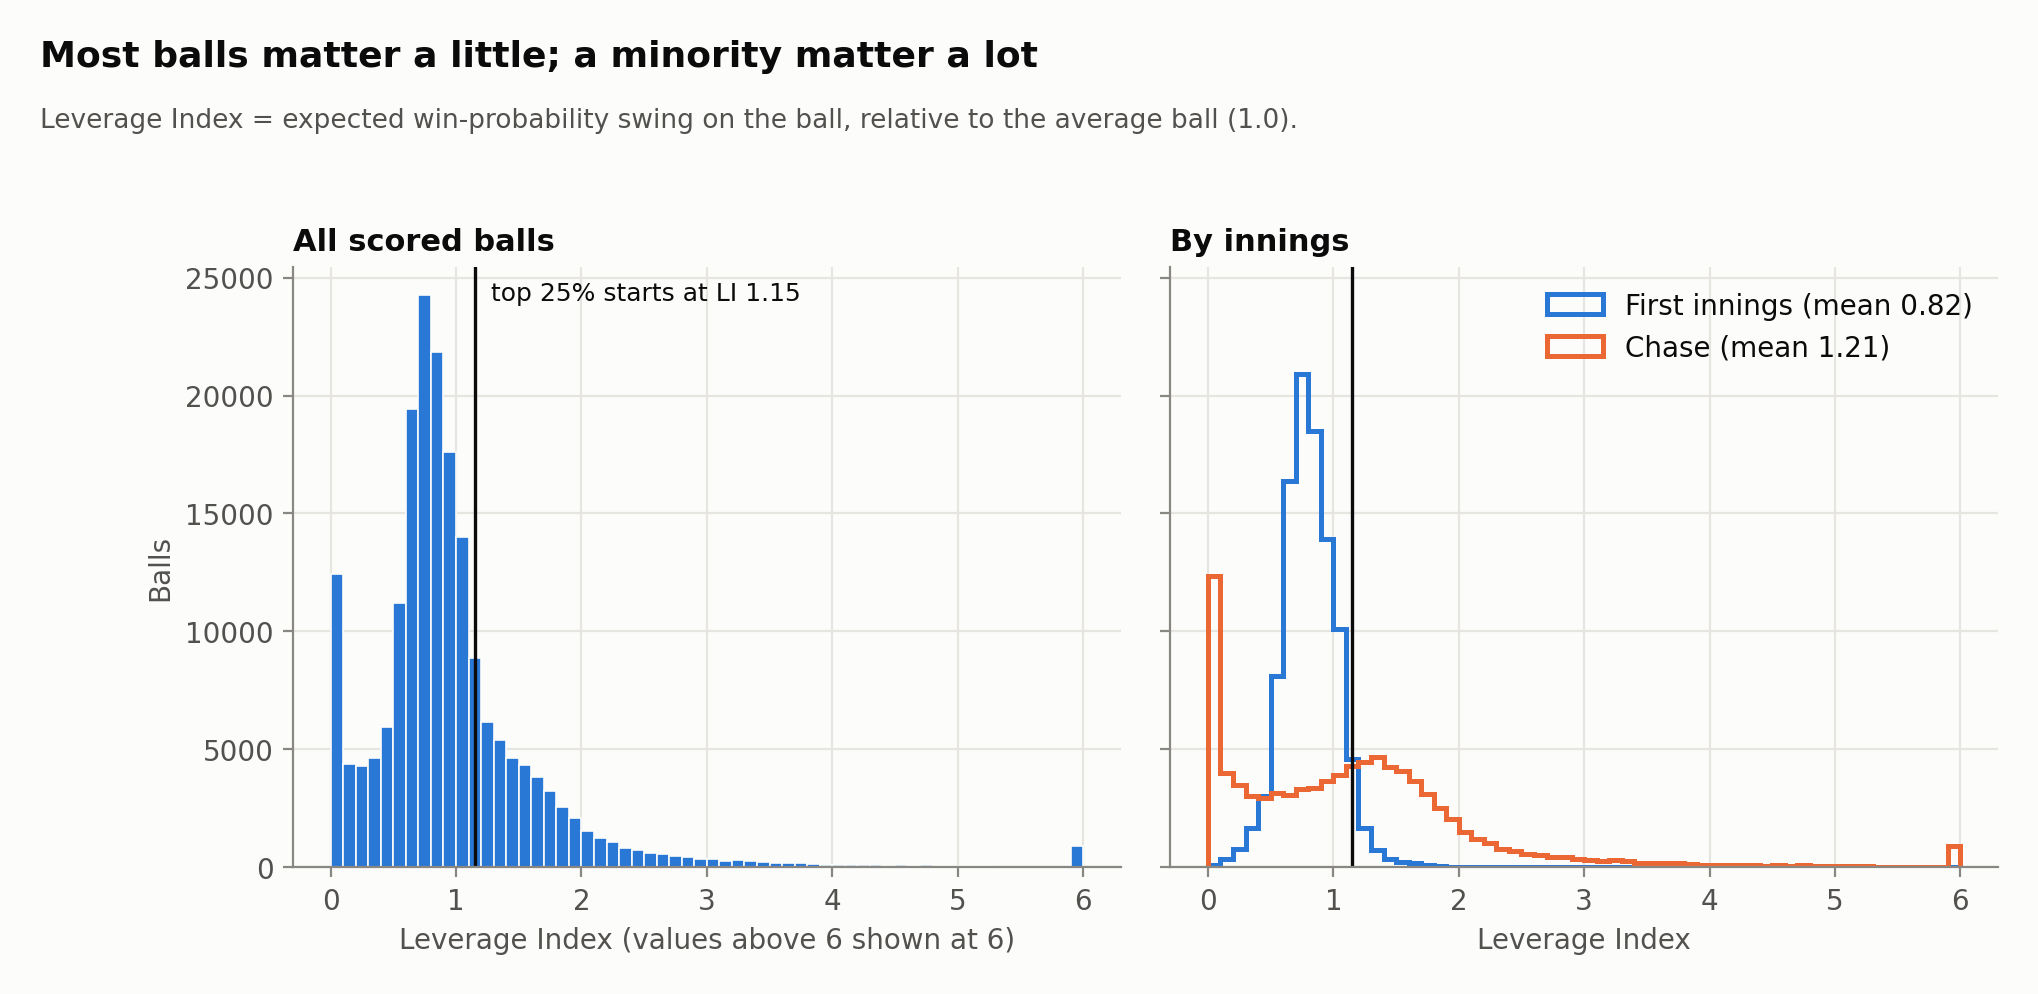 Most balls matter a little; a minority matter a lot
Leverage Index = expected win-probability swing on the ball, relative to the average ball (1.0).
All scored balls
25000
20000
15000
10000
5000
0
Balls
top 25% starts at LI 1.15
0 1 2 3 4 5 6
Leverage Index (values above 6 shown at 6)
By innings
First innings (mean 0.82)
Chase (mean 1.21)
0 1 2 3 4 5 6
Leverage Index